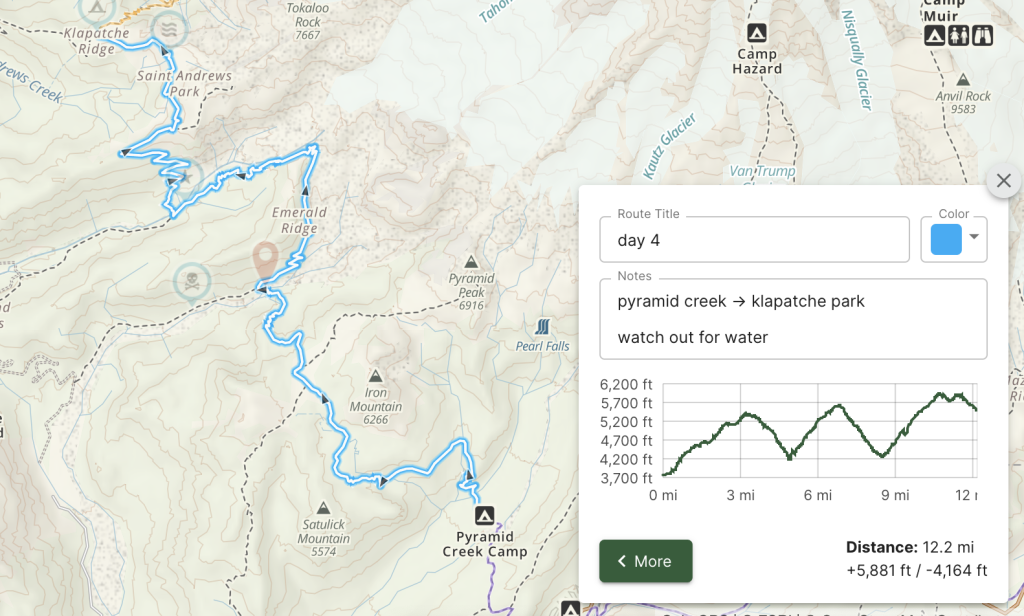 Tokaloo
Rock
7667
Klapatche
Ridge
Saint Andrews
Park
Creek
Emerald
Ridge
Pyramid
Peak
6916
Pearl Falls
Iron
Mountain
6266
Satulick
Mountain
5574
Pyramid
Creek Camp
Camp
Hazard
Nisqually Glacier
Kautz Glacier
Van Trump
Camp
Muir
Anvil Rock
9583
Route Title
day 4
Color
Notes
pyramid creek → klapatche park
watch out for water
6,200 ft
5,700 ft
5,200 ft
4,700 ft
4,200 ft
3,700 ft
0 mi 3 mi 6 mi 9 mi 12
More
Distance: 12.2 mi
+5,881 ft / -4,164 ft